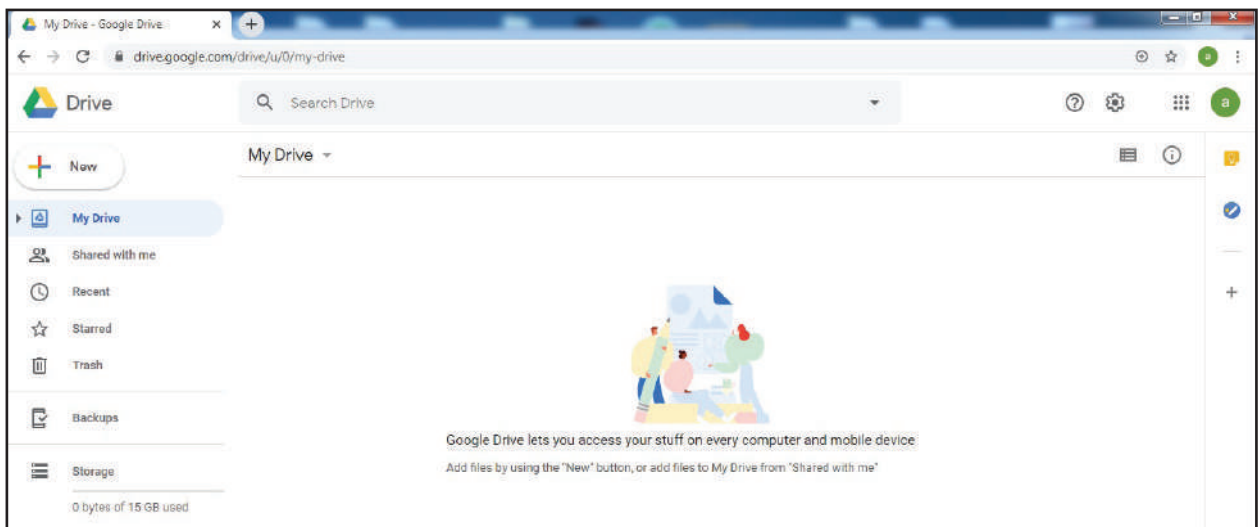 My Drive - Google Drive
drive.google.com/drive/u/0/my-drive
a
Drive
Search Drive
a
New
My Drive
My Drive
Shared with me
Recent
Starred
Trash
Backups
Storage
0 bytes of 15 GB used
Google Drive lets you access your stuff on every computer and mobile device
Add files by using the "New" button, or add files to My Drive from "Shared with me"